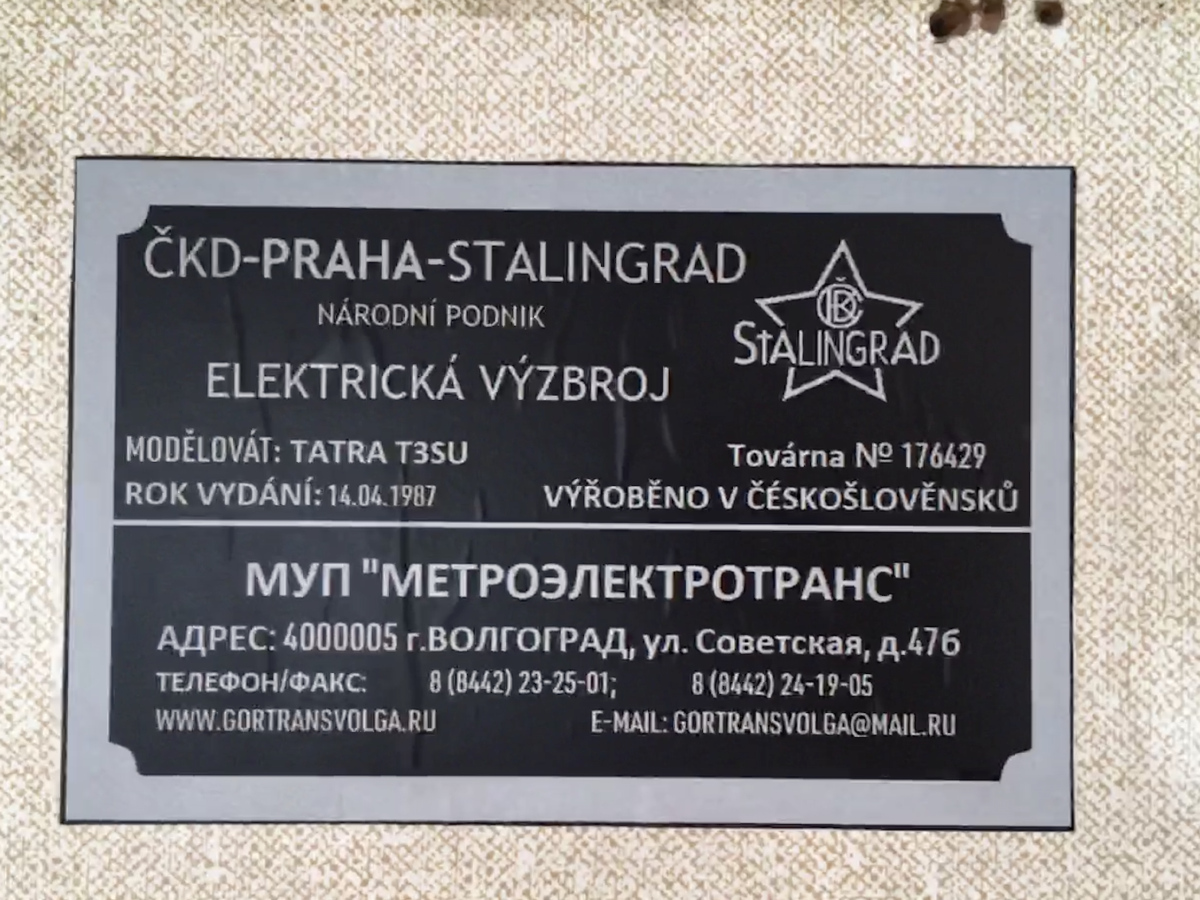 ČKD-PRAHA-STALINGRAD
NÁRODNÍ PODNIK
ČKD
STALINGRAD
ELEKTRICKÁ VÝZBROJ
MODĚLOVÁT: TATRA T3SU
Továrna № 176429
ROK VYDÁNÍ: 14.04.1987
VÝŘOBĚNO V ČÉSKOŠLOVĚNSKŮ
МУП "МЕТРОЭЛЕКТРОТРАНС"
АДРЕС: 4000005 г.ВОЛГОГРАД, ул. Советская, д.47б
ТЕЛЕФОН/ФАКС: 8 (8442) 23-25-01; 8 (8442) 24-19-05
WWW.GORTRANSVOLGA.RU E-MAIL: GORTRANSVOLGA@MAIL.RU